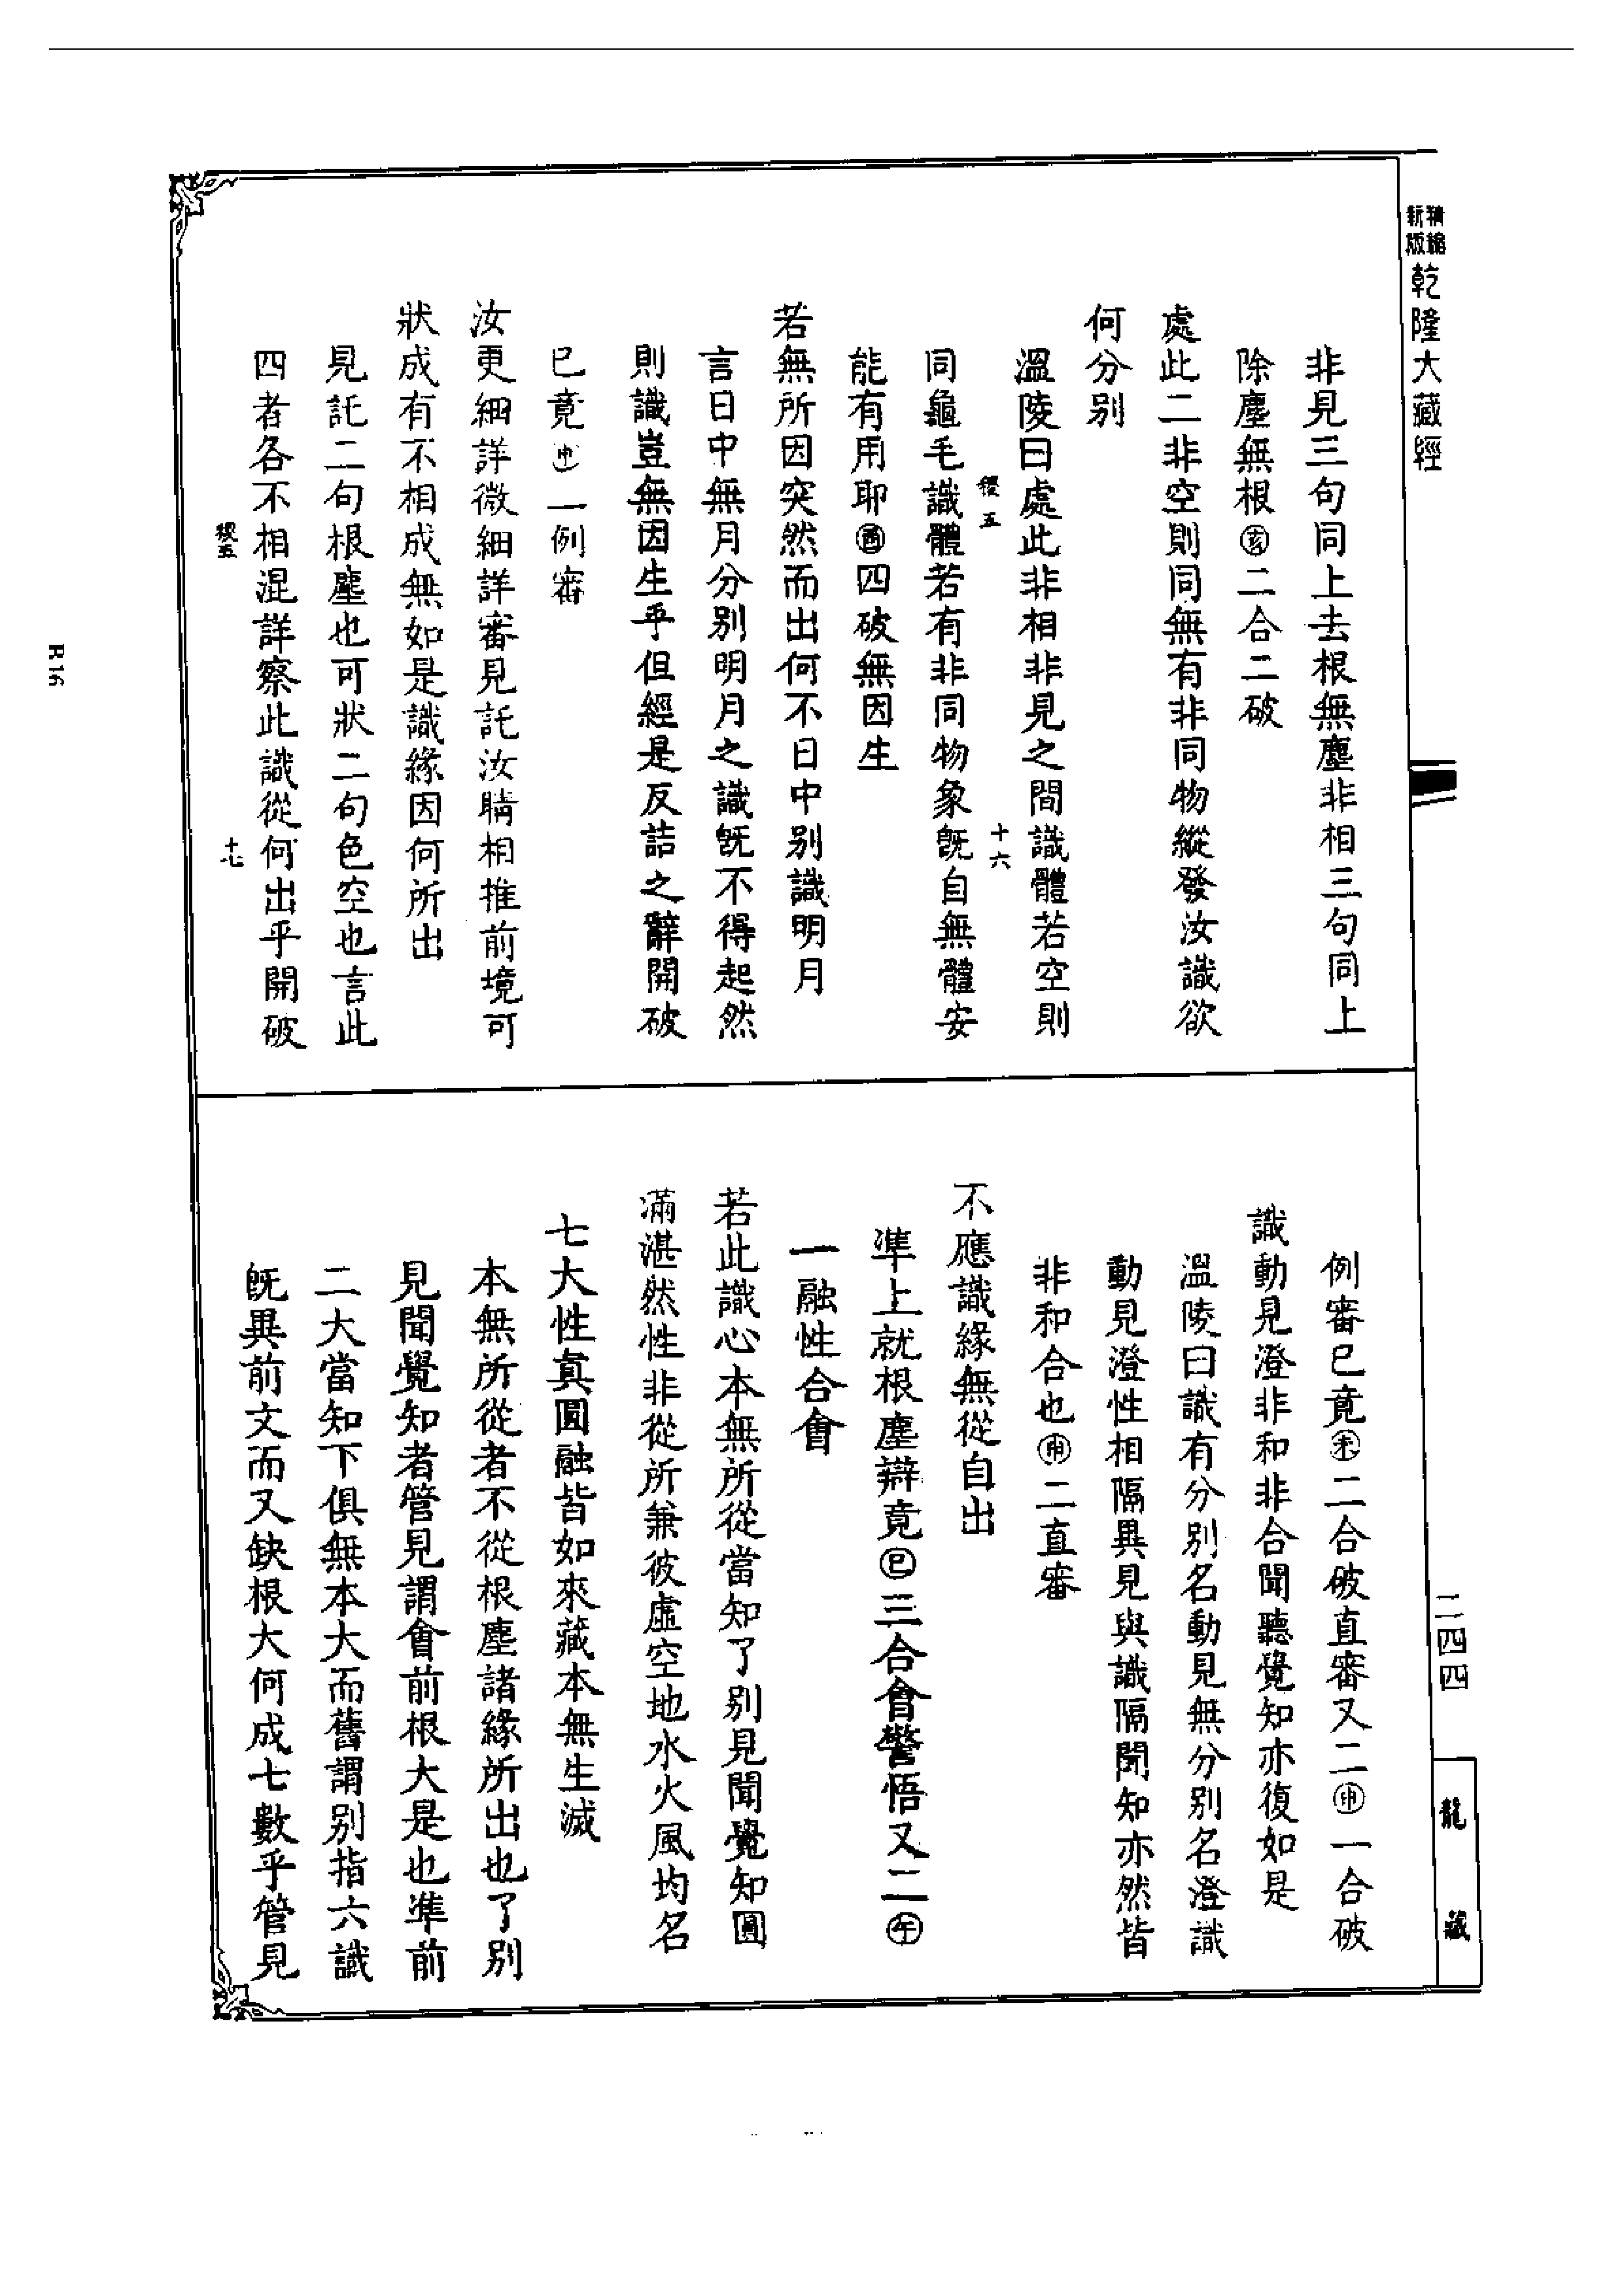 精縮
新版
乾隆大藏經
非見三句同上去根無塵非相三句同上
除塵無根㊌二合二破
處此二非空則同無有非同物縱發汝識欲
何分別
溫陵曰處此非相非見之間識體若空則
稷五
十六
同龜毛識體若有非同物象旣自無體安
能有用耶酉四破無因生
若無所因突然而出何不日中別識明月
言日中無月分別明月之識旣不得起然
則識豈無因生乎但經是反詰之辭開破
已竟申一例審
汝更細詳微細詳審見託汝睛相推前境可
狀成有不相成無如是識緣因何所出
見託二句根塵也可狀二句色空也言此
四者各不相混詳察此識從何出乎開破
稷五
十七
例審已竟未二合破直審又二申一合破
識動見澄非和非合聞聽覺知亦復如是
溫陵曰識有分別名動見無分別名澄識
動見澄性相隔異見與識隔聞知亦然皆
非和合也申二直審
不應識緣無從自出
準上就根塵辯竟巳三合會警悟又二午
一融性合會
若此識心本無所從當知了別見聞覺知圓
滿湛然性非從所兼彼虛空地水火風均名
七大性真圓融皆如來藏本無生滅
本無所從者不從根塵諸緣所出也了別
見聞覺知者管見謂會前根大是也準前
二大當知下俱無本大而舊謂別指六識
旣異前文而又缺根大何成七數乎管見
二四四
龍藏
R16